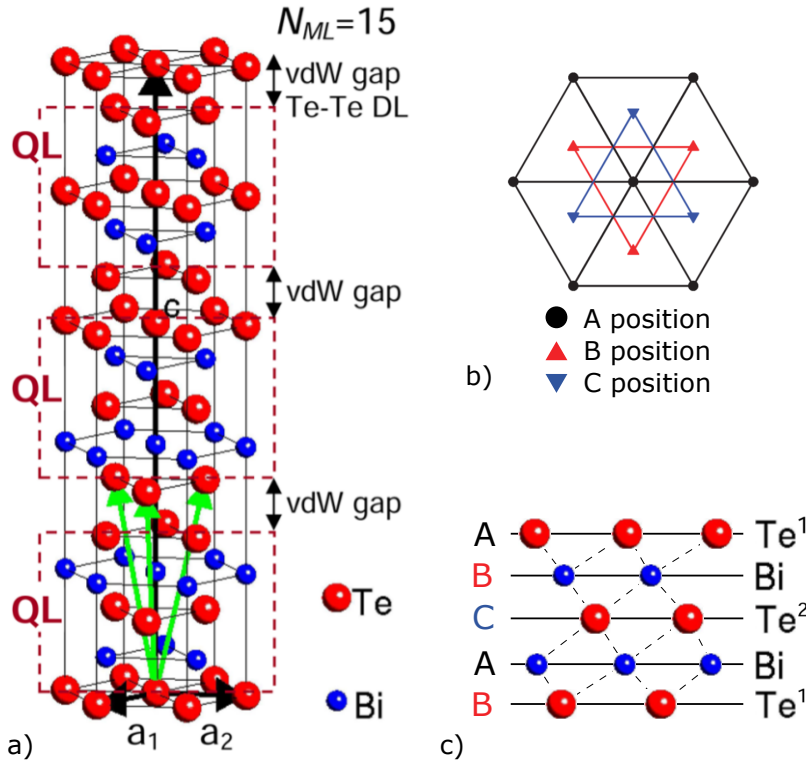 N_ML=15
vdW gap
Te-Te DL
QL
vdW gap
c
QL
vdW gap
QL
Te
Bi
a₁ a₂
a)
A position
B position
C position
b)
A Te¹
B Bi
C Te²
A Bi
B Te¹
c)